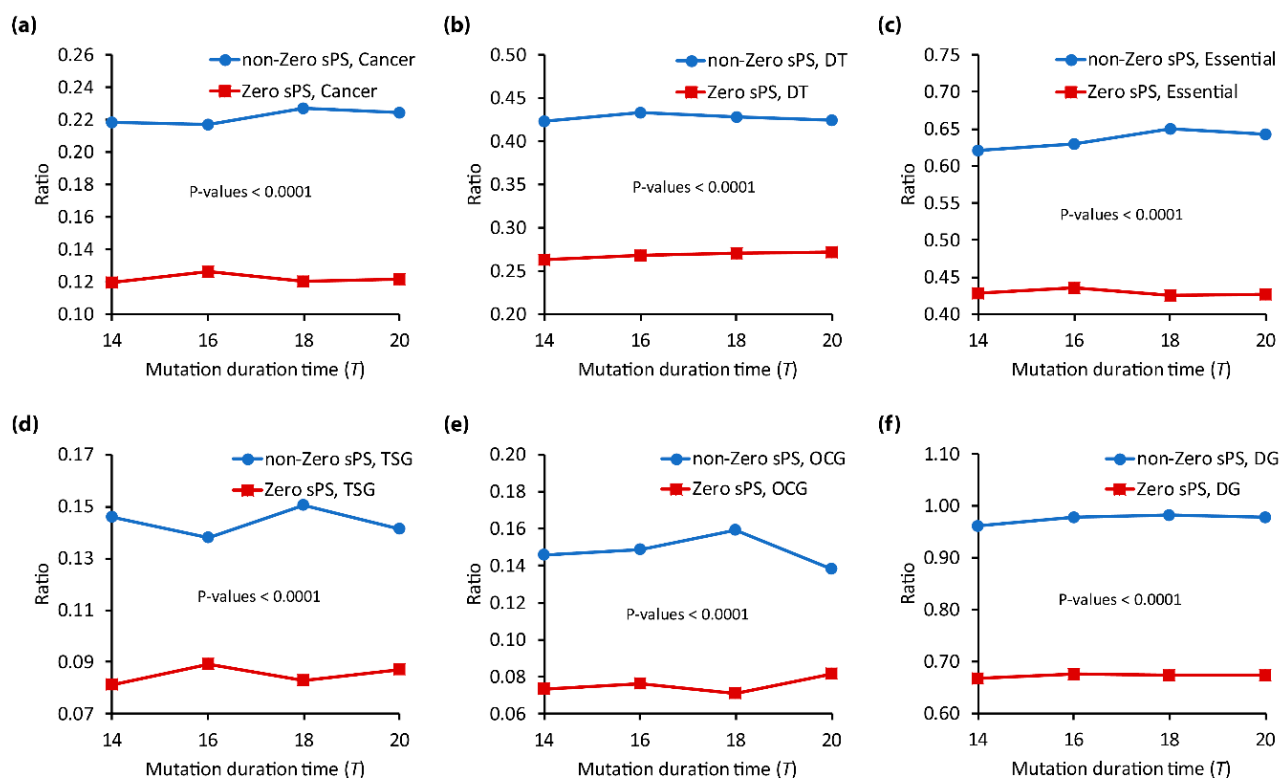 (a)
0.26
0.24
0.22
0.20
0.18
0.16
0.14
0.12
0.10
Ratio
non-Zero sPS, Cancer
Zero sPS, Cancer
P-values < 0.0001
14 16 18 20
Mutation duration time (T)
(b)
0.50
0.45
0.40
0.35
0.30
0.25
0.20
Ratio
non-Zero sPS, DT
Zero sPS, DT
P-values < 0.0001
14 16 18 20
Mutation duration time (T)
(c)
0.75
0.70
0.65
0.60
0.55
0.50
0.45
0.40
Ratio
non-Zero sPS, Essential
Zero sPS, Essential
P-values < 0.0001
14 16 18 20
Mutation duration time (T)
(d)
0.17
0.15
0.13
0.11
0.09
0.07
Ratio
non-Zero sPS, TSG
Zero sPS, TSG
P-values < 0.0001
14 16 18 20
Mutation duration time (T)
(e)
0.20
0.18
0.16
0.14
0.12
0.10
0.08
0.06
Ratio
non-Zero sPS, OCG
Zero sPS, OCG
P-values < 0.0001
14 16 18 20
Mutation duration time (T)
(f)
1.10
1.00
0.90
0.80
0.70
0.60
Ratio
non-Zero sPS, DG
Zero sPS, DG
P-values < 0.0001
14 16 18 20
Mutation duration time (T)